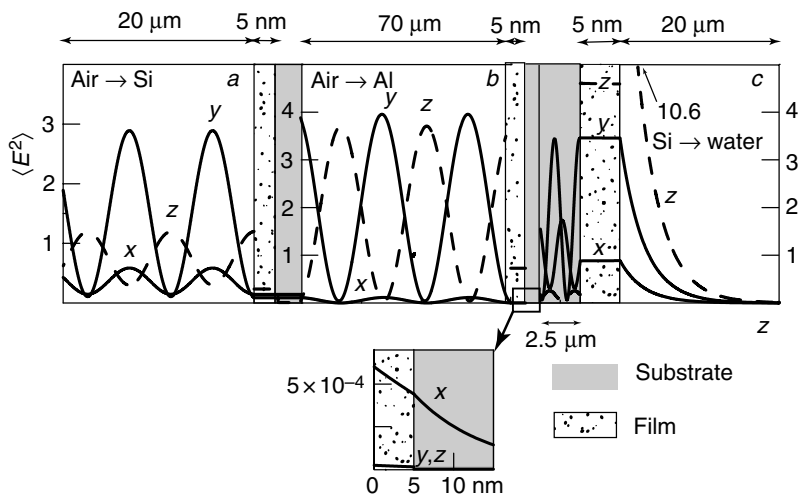 20 μm 5 nm 70 μm 5 nm 5 nm 20 μm
Air → Si a Air → Al b z c
y y z 10.6
4 4
3 y Si → water
3 3
⟨E²⟩
2 z z
2 2
1 x 1 x x 1
z
2.5 μm
5 × 10⁻⁴ x Substrate
Film
y,z
0 5 10 nm